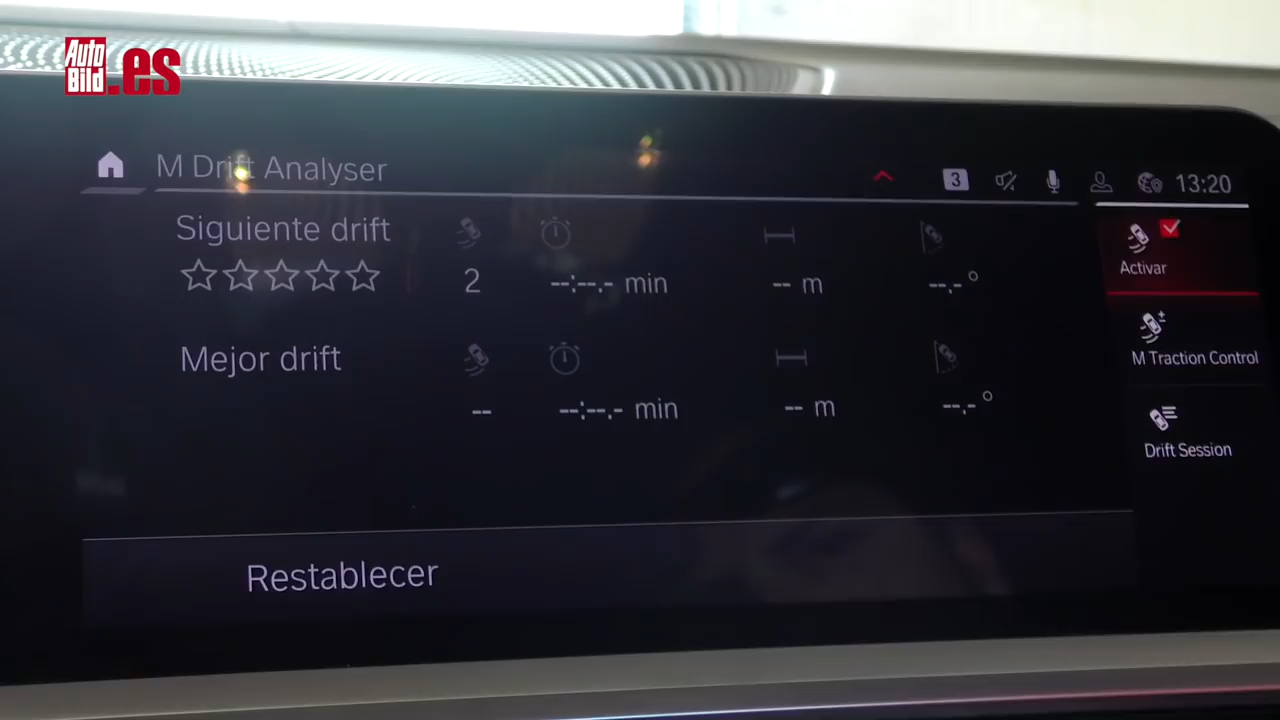 Auto
Bild.es
M Drift Analyser
3
13:20
Siguiente drift
2 --:--.- min -- m --.-°
Mejor drift
-- --:--.- min -- m --.-°
Restablecer
Activar
M Traction Control
Drift Session